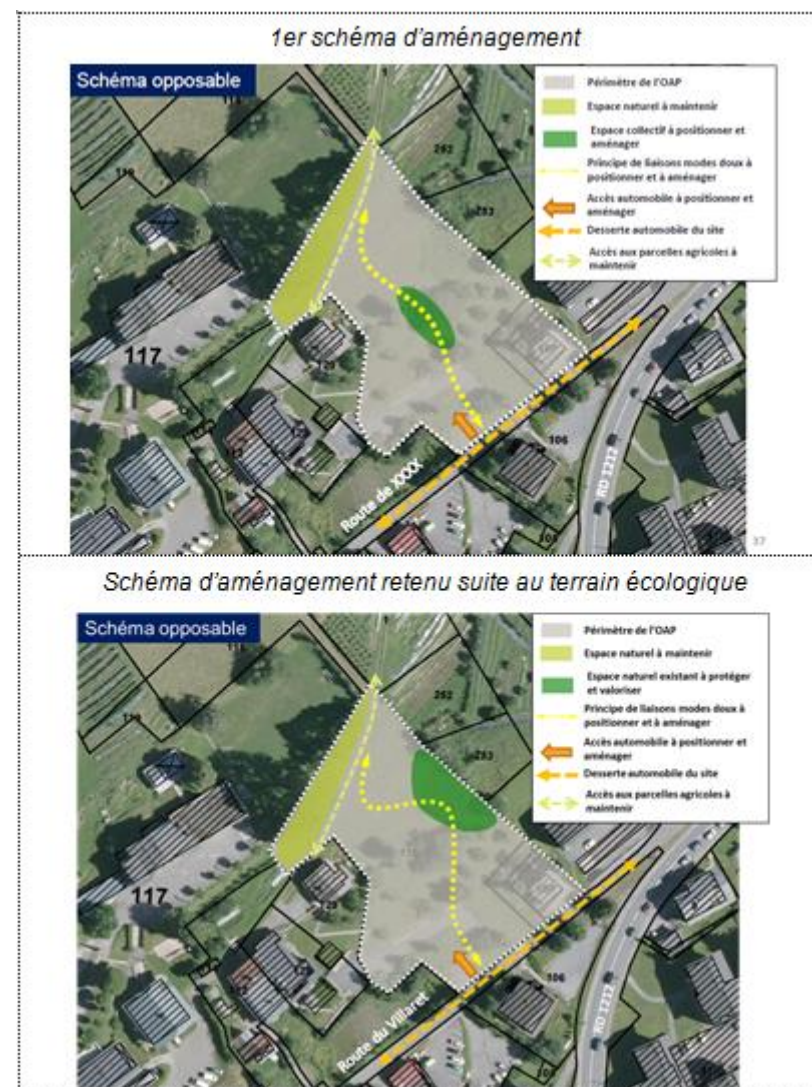 1er schéma d'aménagement
Schéma opposable
Périmètre de l'OAP
Espace naturel à maintenir
Espace collectif à positionner et
aménager
Principe de liaisons modes doux à
positionner et à aménager
Accès automobile à positionner et
aménager
Desserte automobile du site
Accès aux parcelles agricoles à
maintenir
252
253
117
106
Route de XXXX
RD 1212
37
Schéma d'aménagement retenu suite au terrain écologique
Schéma opposable
Périmètre de l'OAP
Espace naturel à maintenir
Espace naturel existant à protéger
et valoriser
Principe de liaisons modes doux à
positionner et à aménager
Accès automobile à positionner et
aménager
Desserte automobile du site
Accès aux parcelles agricoles à
maintenir
252
253
117
106
Route du Villaret
RD 1212